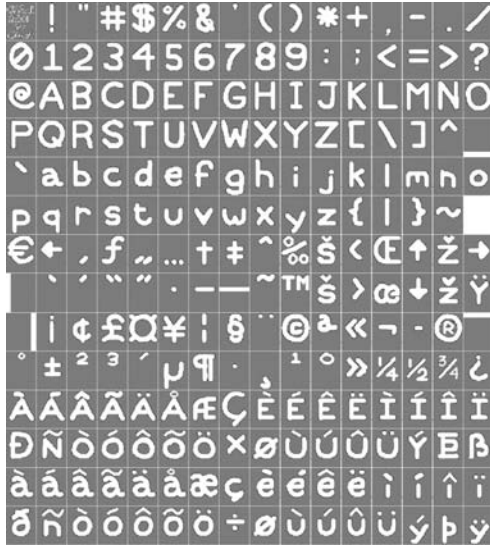 ! " # $ % & ' ( ) * + , - . /
0 1 2 3 4 5 6 7 8 9 : ; < = > ?
@ A B C D E F G H I J K L M N O
P Q R S T U V W X Y Z [ \ ] ^ _
` a b c d e f g h i j k l m n o
p q r s t u v w x y z { | } ~
€ ← ‚ ƒ „ … † ‡ ˆ ‰ Š ‹ Œ ↑ Ž →
‘ ’ “ ” · – — ˜ ™ š › œ ↓ ž Ÿ
¡ ¢ £ ¤ ¥ ¦ § ¨ © ª « ¬ - ® ¯
° ± ² ³ ´ µ ¶ · ¸ ¹ º » ¼ ½ ¾ ¿
À Á Â Ã Ä Å Æ Ç È É Ê Ë Ì Í Î Ï
Ð Ñ Ò Ó Ô Õ Ö × Ø Ù Ú Û Ü Ý Þ ß
à á â ã ä å æ ç è é ê ë ì í î ï
ð ñ ò ó ô õ ö ÷ ø ù ú û ü ý þ ÿ